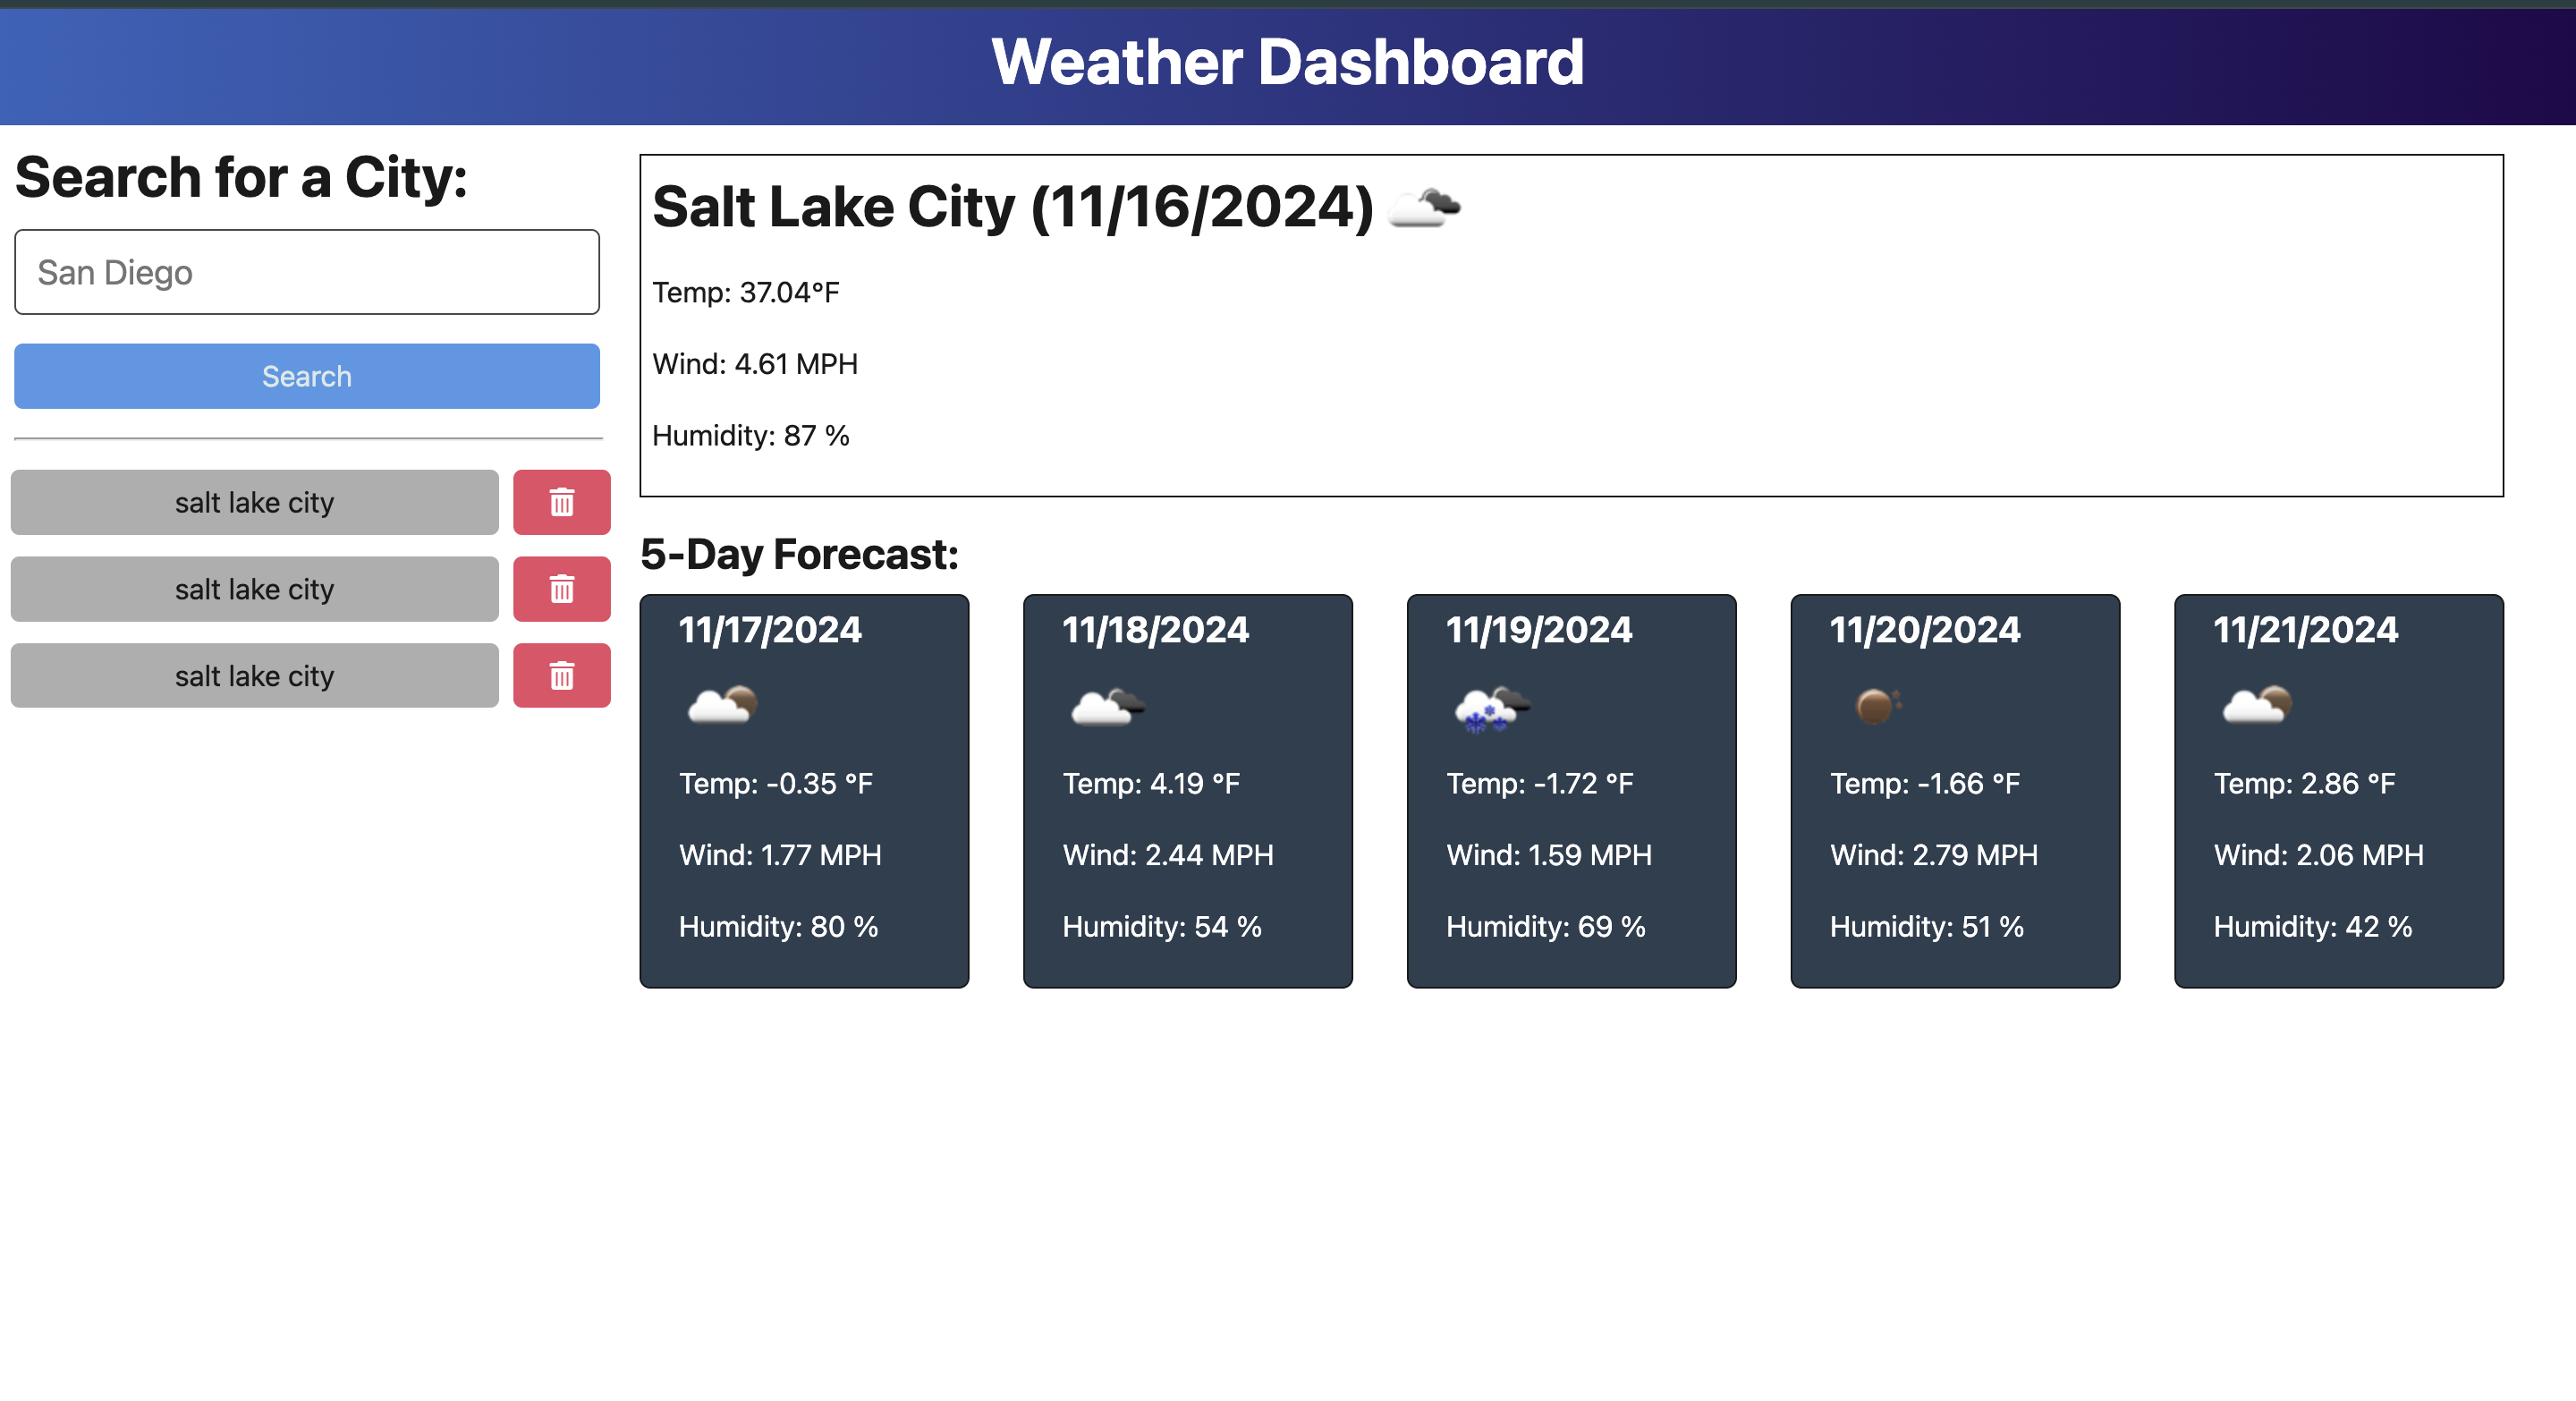 Weather Dashboard
Search for a City:
San Diego
Search
salt lake city
salt lake city
salt lake city
Salt Lake City (11/16/2024)
Temp: 37.04°F
Wind: 4.61 MPH
Humidity: 87 %
5-Day Forecast:
11/17/2024
Temp: -0.35 °F
Wind: 1.77 MPH
Humidity: 80 %
11/18/2024
Temp: 4.19 °F
Wind: 2.44 MPH
Humidity: 54 %
11/19/2024
Temp: -1.72 °F
Wind: 1.59 MPH
Humidity: 69 %
11/20/2024
Temp: -1.66 °F
Wind: 2.79 MPH
Humidity: 51 %
11/21/2024
Temp: 2.86 °F
Wind: 2.06 MPH
Humidity: 42 %